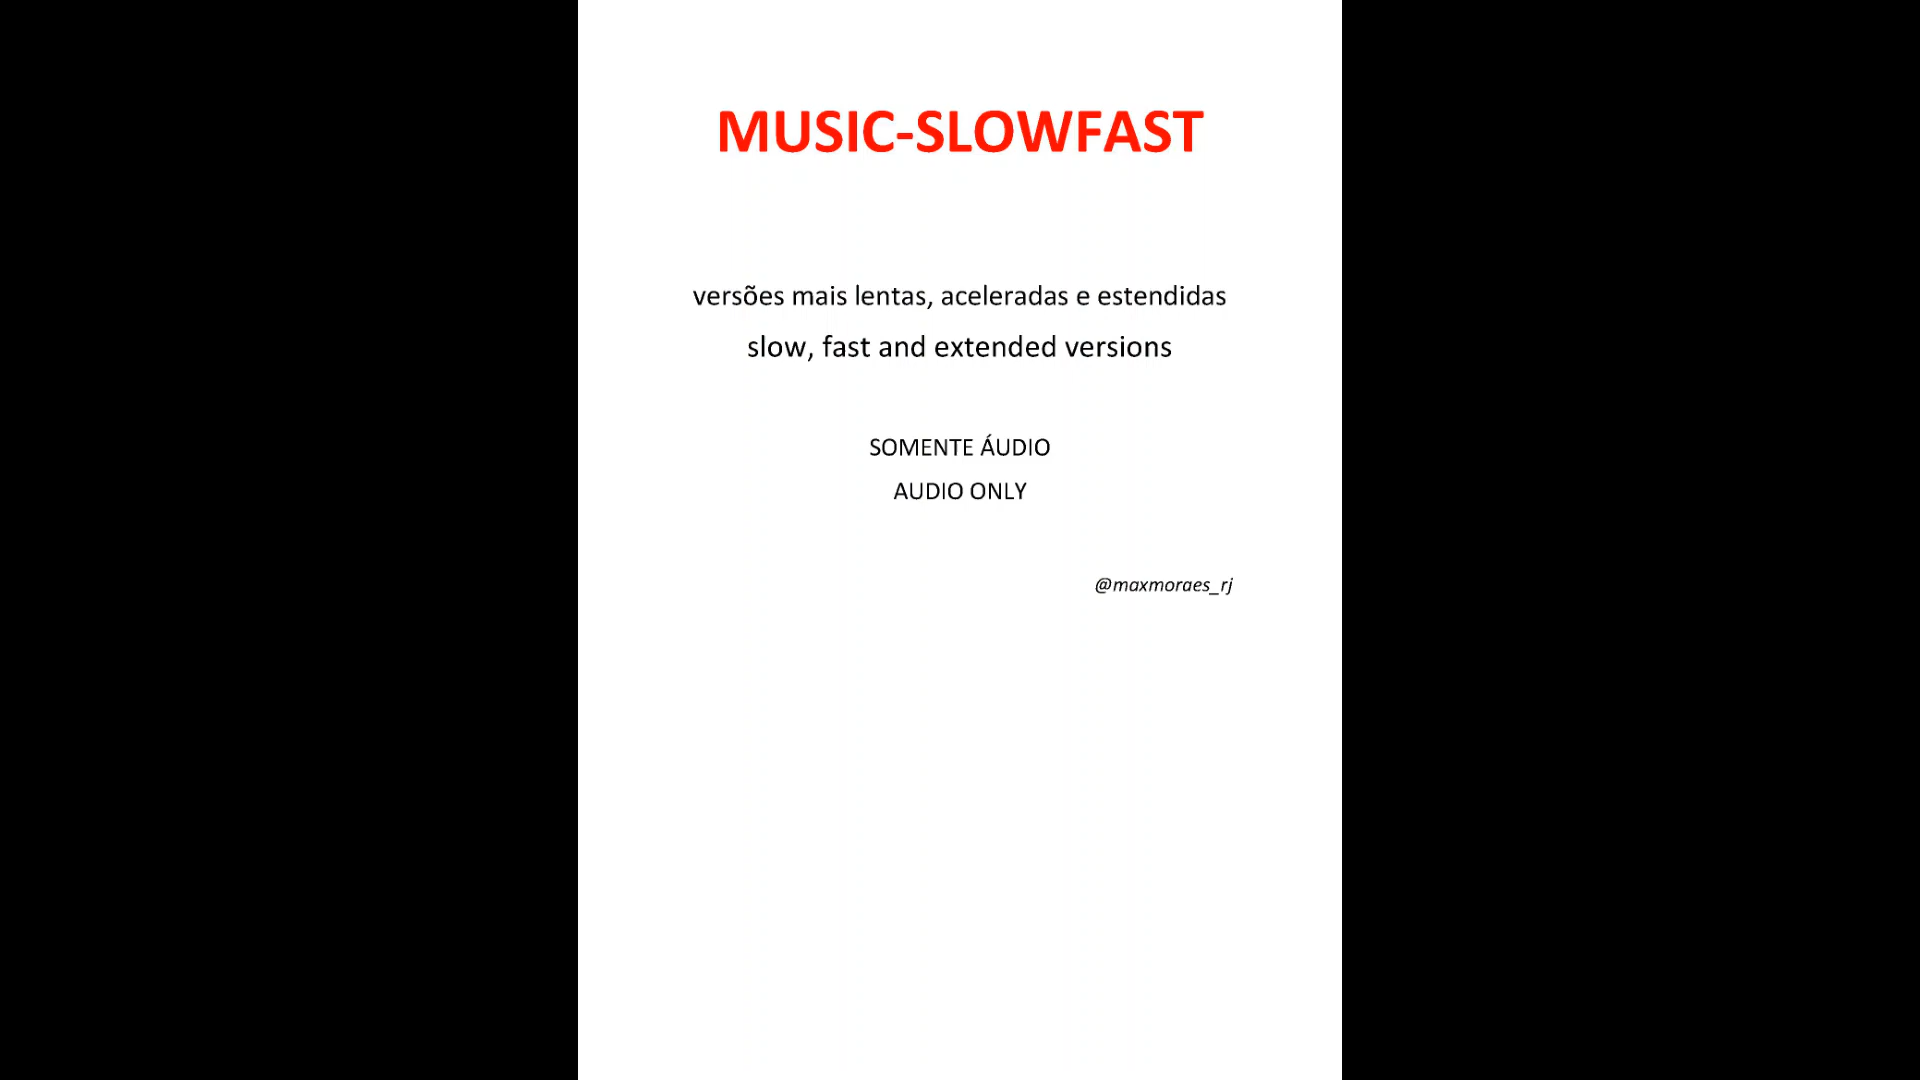 MUSIC-SLOWFAST
versões mais lentas, aceleradas e estendidas
slow, fast and extended versions
SOMENTE ÁUDIO
AUDIO ONLY
@maxmoraes_rj